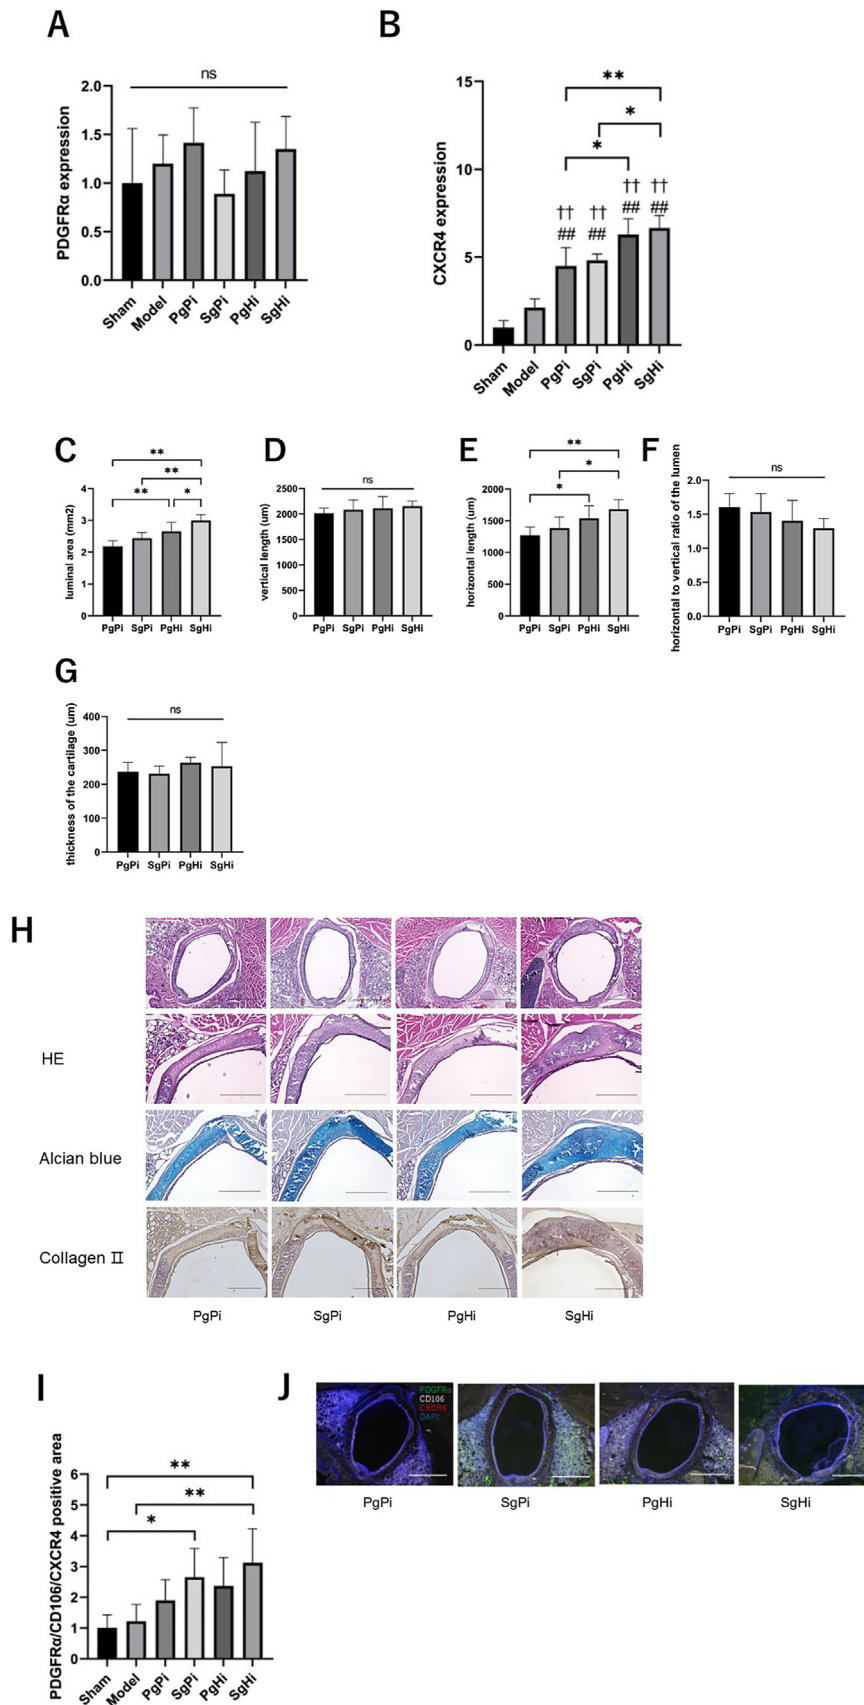 A
ns
PDGFRα expression
2.0
1.5
1.0
0.5
0.0
Sham
Model
PgPi
SgPi
PgHi
SgHi
B
CXCR4 expression
15
10
5
0
**
*
*
††
##
††
##
††
##
††
##
Sham
Model
PgPi
SgPi
PgHi
SgHi
C
luminal area (mm2)
4
3
2
1
0
**
**
**
*
PgPi
SgPi
PgHi
SgHi
D
vertical length (um)
2500
2000
1500
1000
500
0
ns
PgPi
SgPi
PgHi
SgHi
E
horizontal length (um)
2000
1500
1000
500
0
**
*
*
PgPi
SgPi
PgHi
SgHi
F
horizontal to vertical ratio of the lumen
2.0
1.5
1.0
0.5
0.0
ns
PgPi
SgPi
PgHi
SgHi
G
thickness of the cartilage (um)
400
300
200
100
0
ns
PgPi
SgPi
PgHi
SgHi
H
HE
Alcian blue
Collagen Ⅱ
PgPi
SgPi
PgHi
SgHi
I
PDGFRα/CD106/CXCR4 positive area
6
5
4
3
2
1
0
**
**
*
Sham
Model
PgPi
SgPi
PgHi
SgHi
J
PDGFRα
CD106
CXCR4
DAPI
PgPi
SgPi
PgHi
SgHi